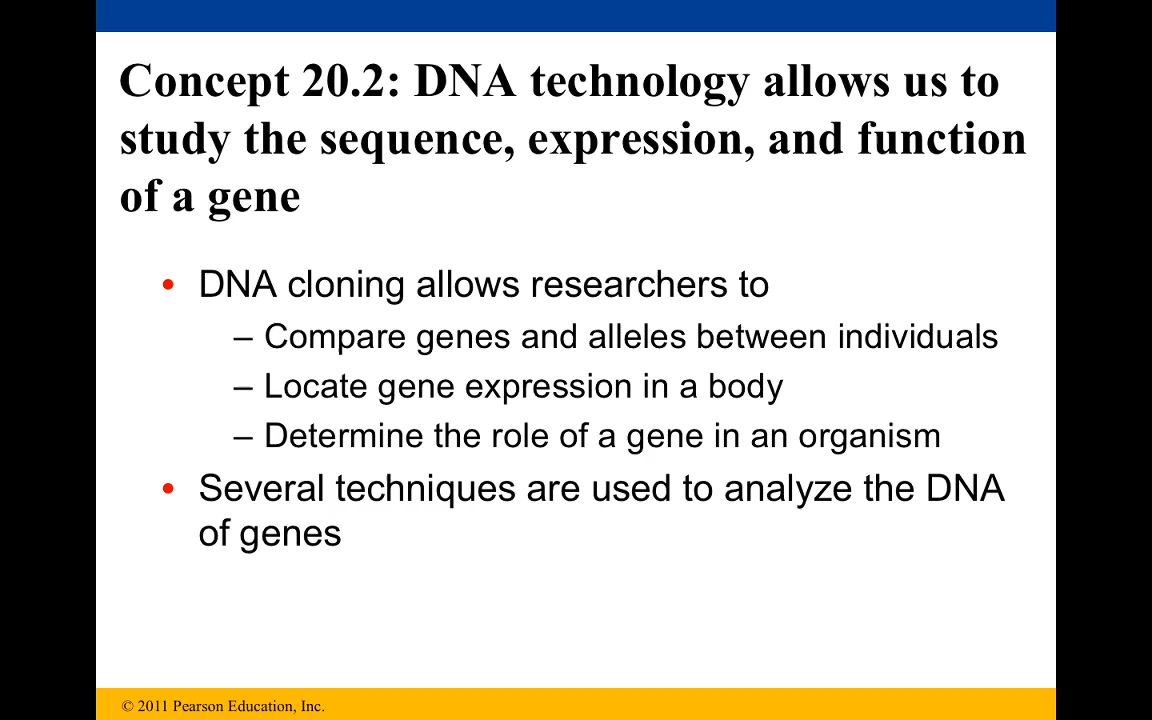 Concept 20.2: DNA technology allows us to
study the sequence, expression, and function
of a gene
• DNA cloning allows researchers to
– Compare genes and alleles between individuals
– Locate gene expression in a body
– Determine the role of a gene in an organism
• Several techniques are used to analyze the DNA
of genes
© 2011 Pearson Education, Inc.